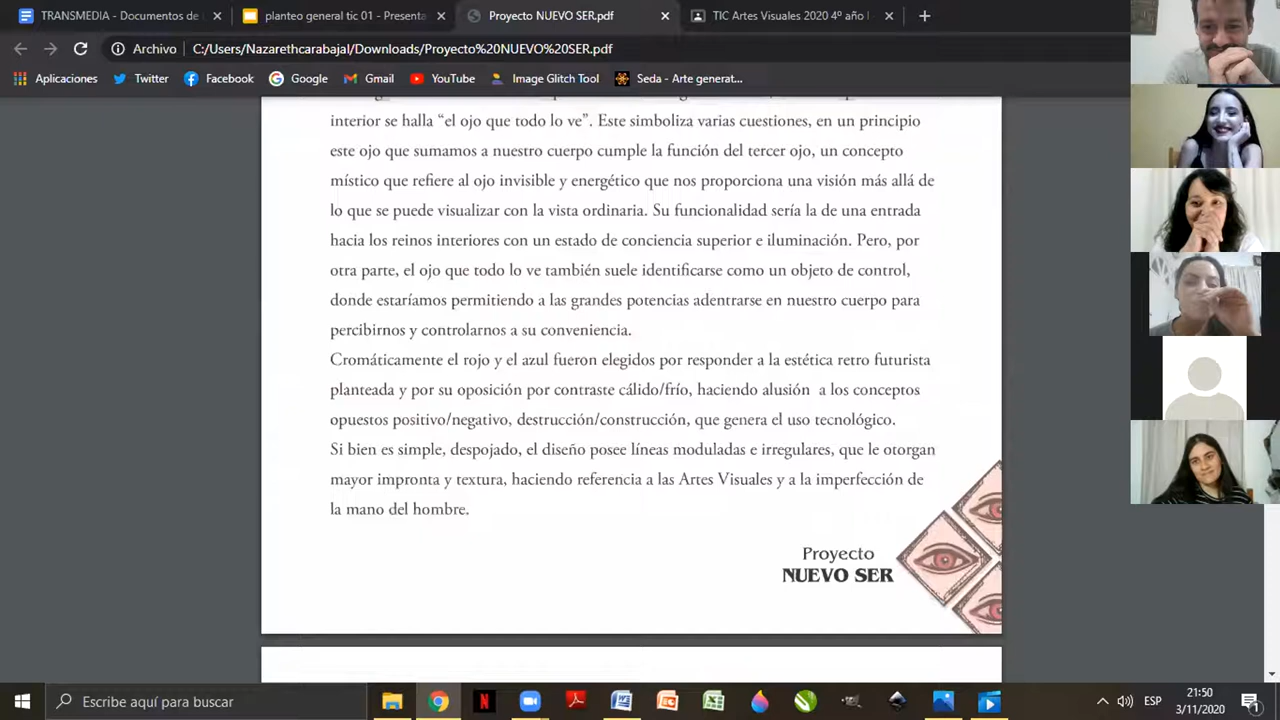 TRANSMEDIA - Documentos de
planteo general tic 01 - Presenta
Proyecto NUEVO SER.pdf
TIC Artes Visuales 2020 4º año
Archivo
C:/Users/Nazarethcarabajal/Downloads/Proyecto%20NUEVO%20SER.pdf
Aplicaciones
Twitter
Facebook
Google
Gmail
YouTube
Image Glitch Tool
Seda - Arte generat...
interior se halla “el ojo que todo lo ve”. Este simboliza varias cuestiones, en un principio
este ojo que sumamos a nuestro cuerpo cumple la función del tercer ojo, un concepto
místico que refiere al ojo invisible y energético que nos proporciona una visión más allá de
lo que se puede visualizar con la vista ordinaria. Su funcionalidad sería la de una entrada
hacia los reinos interiores con un estado de conciencia superior e iluminación. Pero, por
otra parte, el ojo que todo lo ve también suele identificarse como un objeto de control,
donde estaríamos permitiendo a las grandes potencias adentrarse en nuestro cuerpo para
percibirnos y controlarnos a su conveniencia.
Cromáticamente el rojo y el azul fueron elegidos por responder a la estética retro futurista
planteada y por su oposición por contraste cálido/frío, haciendo alusión a los conceptos
opuestos positivo/negativo, destrucción/construcción, que genera el uso tecnológico.
Si bien es simple, despojado, el diseño posee líneas moduladas e irregulares, que le otorgan
mayor impronta y textura, haciendo referencia a las Artes Visuales y a la imperfección de
la mano del hombre.
Proyecto
NUEVO SER
Escribe aquí para buscar
ESP
21:50
3/11/2020